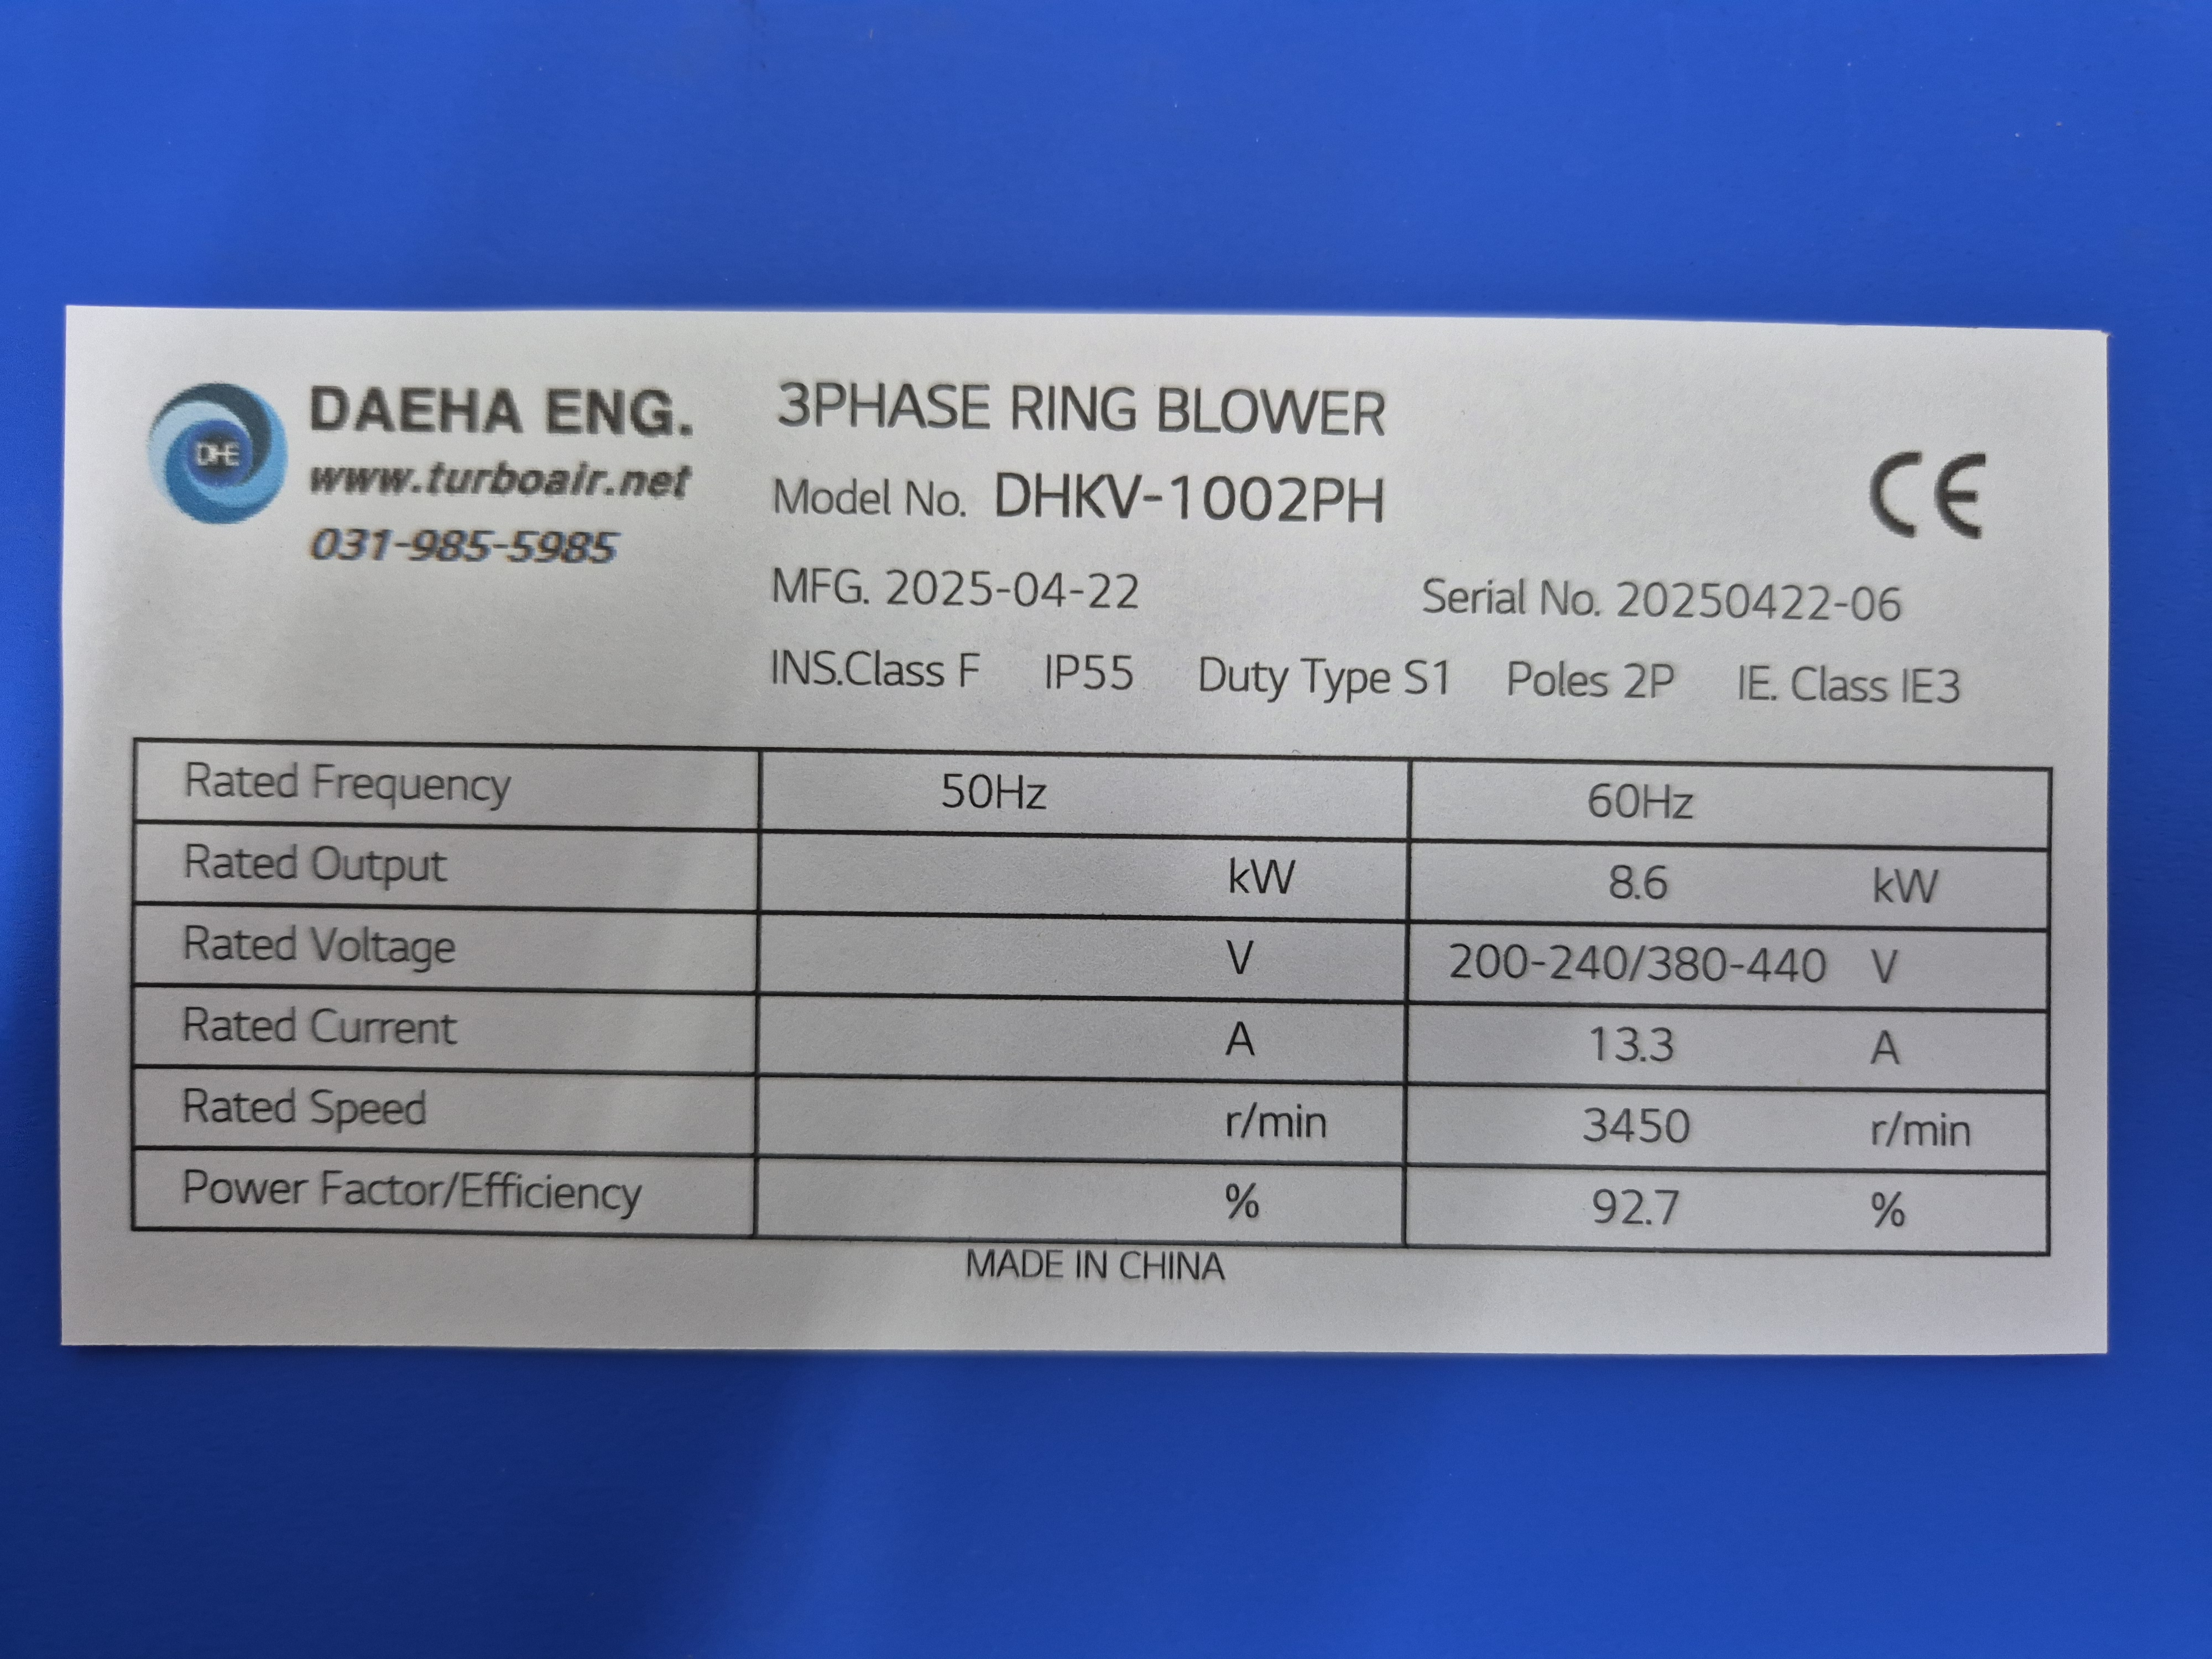 DHE
DAEHA ENG.
www.turboair.net
031-985-5985
3PHASE RING BLOWER
Model No. DHKV-1002PH
CE
MFG. 2025-04-22 Serial No. 20250422-06
INS.Class F IP55 Duty Type S1 Poles 2P IE. Class IE3
Rated Frequency 50Hz 60Hz
Rated Output kW 8.6 kW
Rated Voltage V 200-240/380-440 V
Rated Current A 13.3 A
Rated Speed r/min 3450 r/min
Power Factor/Efficiency % 92.7 %
MADE IN CHINA